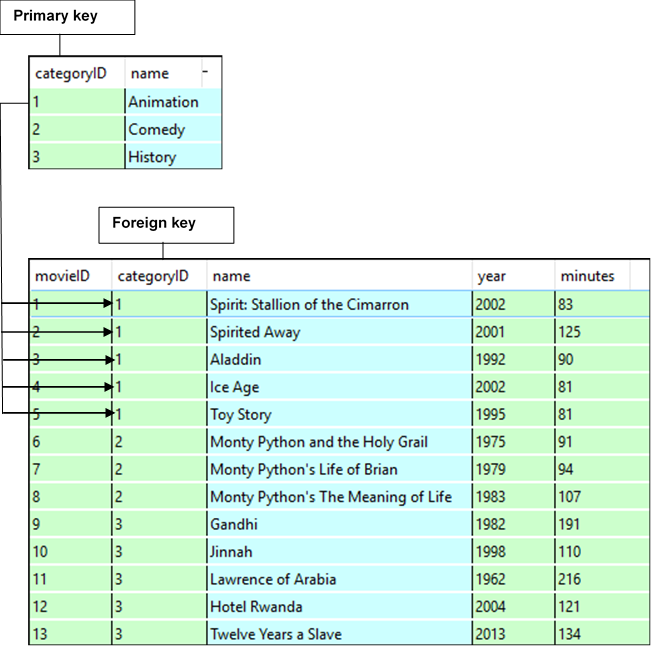 Primary key
categoryID name -
1 Animation
2 Comedy
3 History
Foreign key
movieID categoryID name year minutes
1 1 Spirit: Stallion of the Cimarron 2002 83
2 1 Spirited Away 2001 125
3 1 Aladdin 1992 90
4 1 Ice Age 2002 81
5 1 Toy Story 1995 81
6 2 Monty Python and the Holy Grail 1975 91
7 2 Monty Python's Life of Brian 1979 94
8 2 Monty Python's The Meaning of Life 1983 107
9 3 Gandhi 1982 191
10 3 Jinnah 1998 110
11 3 Lawrence of Arabia 1962 216
12 3 Hotel Rwanda 2004 121
13 3 Twelve Years a Slave 2013 134